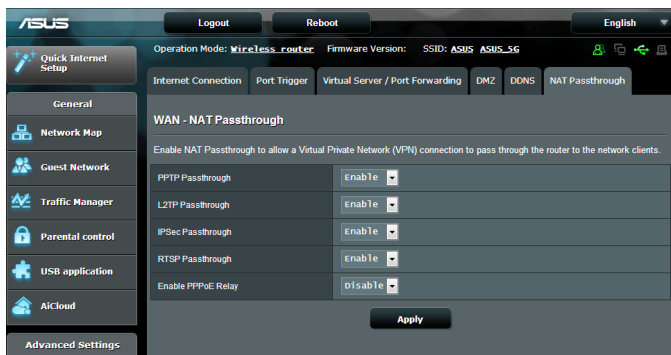 ASUS
Logout
Reboot
English
Quick Internet
Setup
Operation Mode: Wireless router Firmware Version: SSID: ASUS ASUS_5G
Internet Connection
Port Trigger
Virtual Server / Port Forwarding
DMZ
DDNS
NAT Passthrough
General
Network Map
Guest Network
Traffic Manager
Parental control
USB application
AiCloud
Advanced Settings
WAN - NAT Passthrough
Enable NAT Passthrough to allow a Virtual Private Network (VPN) connection to pass through the router to the network clients.
PPTP Passthrough Enable
L2TP Passthrough Enable
IPSec Passthrough Enable
RTSP Passthrough Enable
Enable PPPoE Relay Disable
Apply